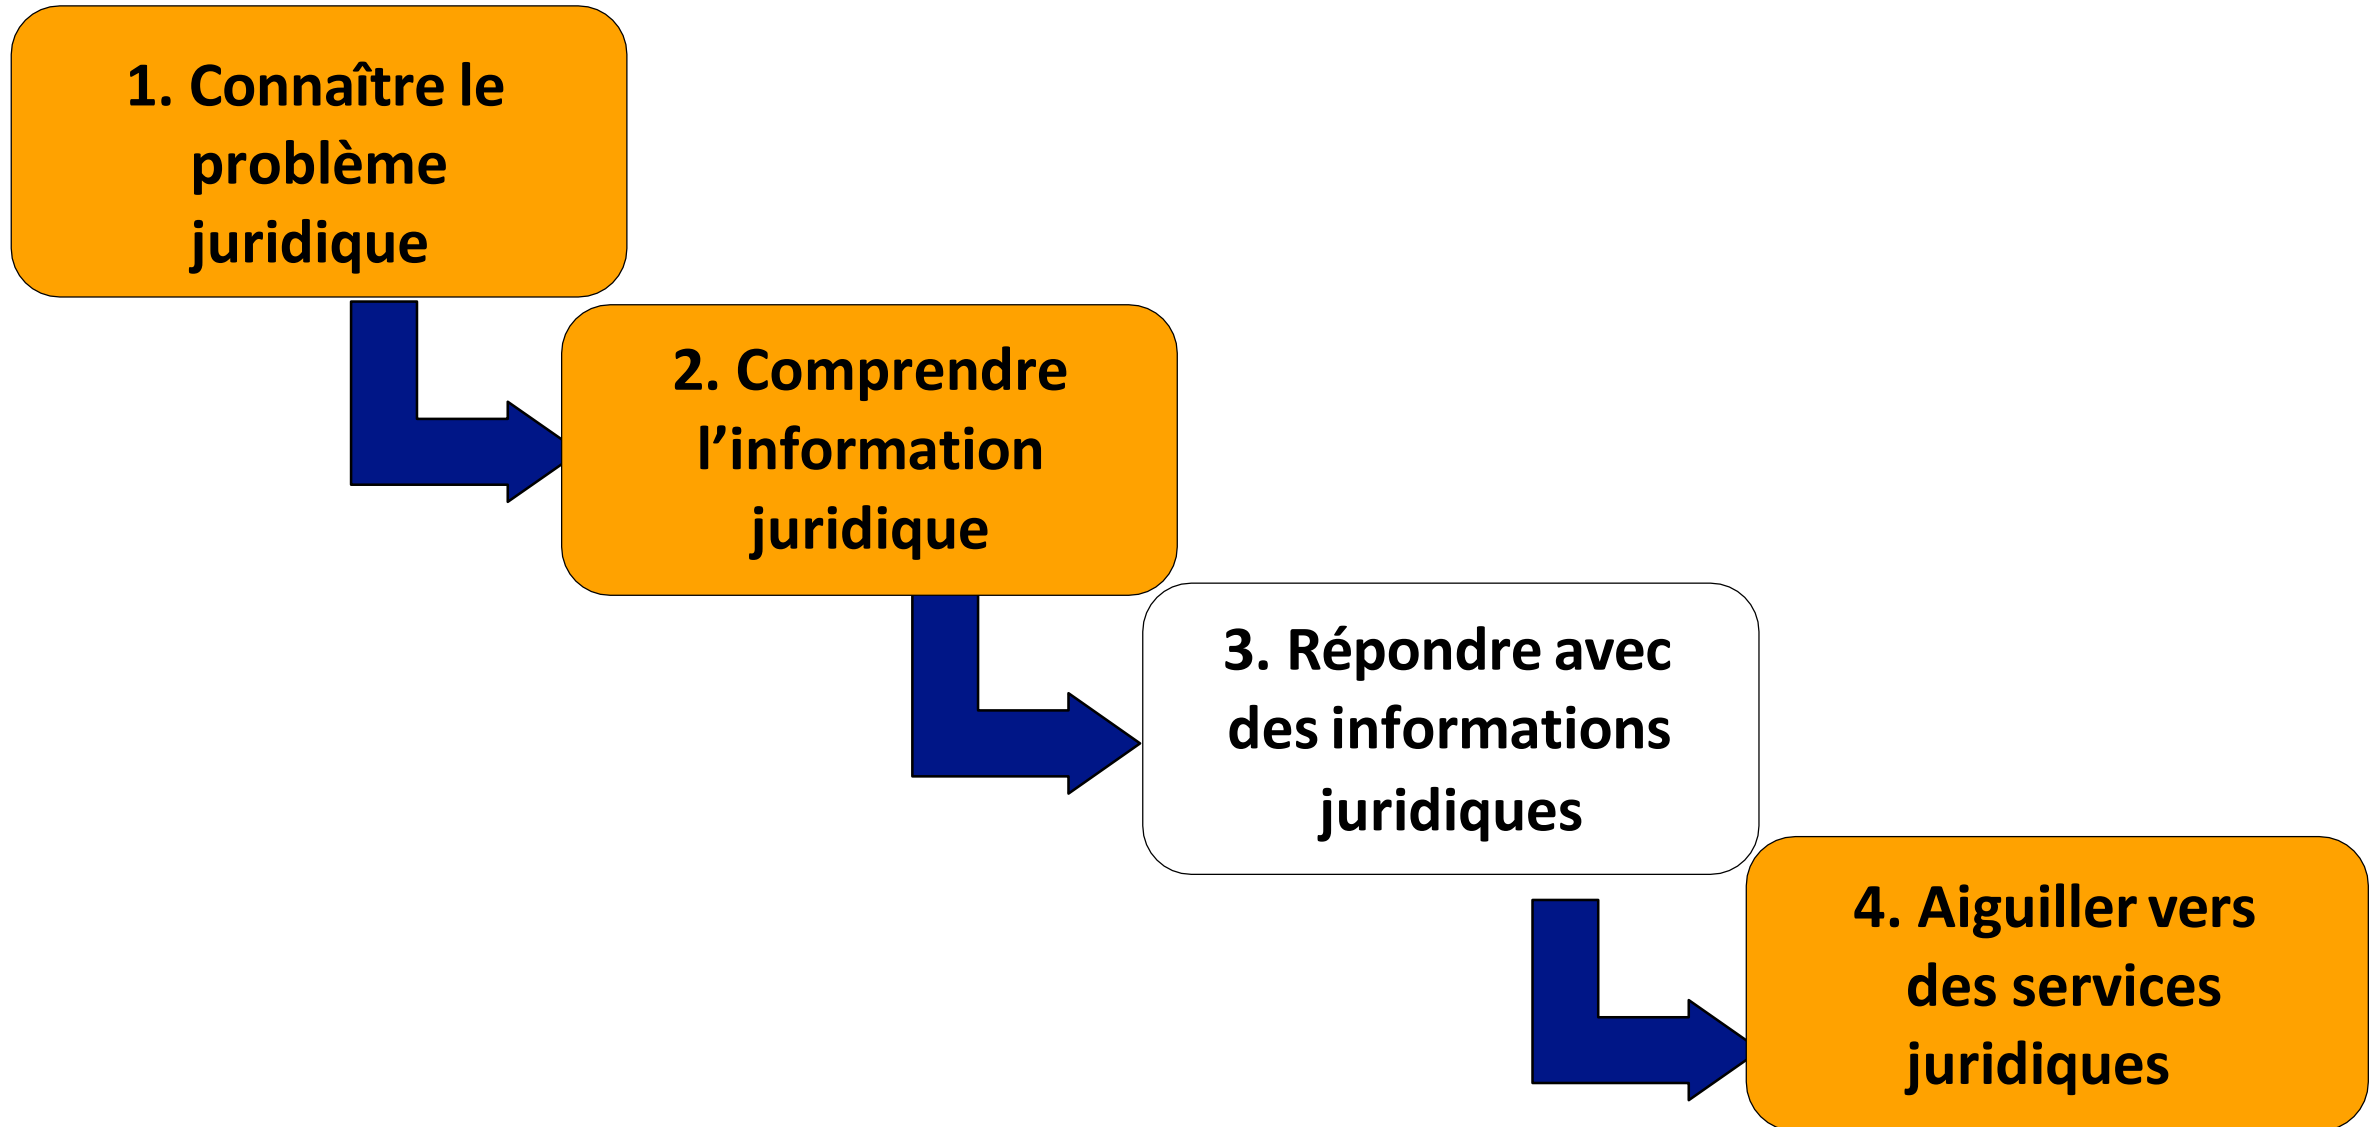 1. Connaître le
problème
juridique
2. Comprendre
l’information
juridique
3. Répondre avec
des informations
juridiques
4. Aiguiller vers
des services
juridiques